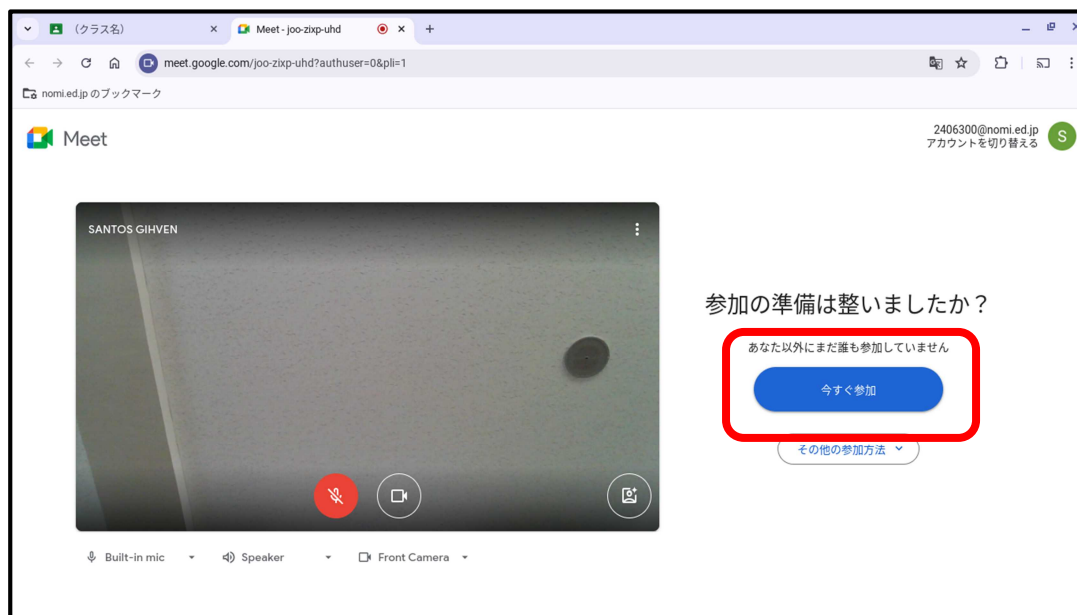 （クラス名）
Meet - joo-zixp-uhd
meet.google.com/joo-zixp-uhd?authuser=0&pli=1
nomi.ed.jp のブックマーク
Meet
2406300@nomi.ed.jp
アカウントを切り替える
S
SANTOS GIHVEN
参加の準備は整いましたか？
あなた以外にまだ誰も参加していません
今すぐ参加
その他の参加方法
Built-in mic
Speaker
Front Camera